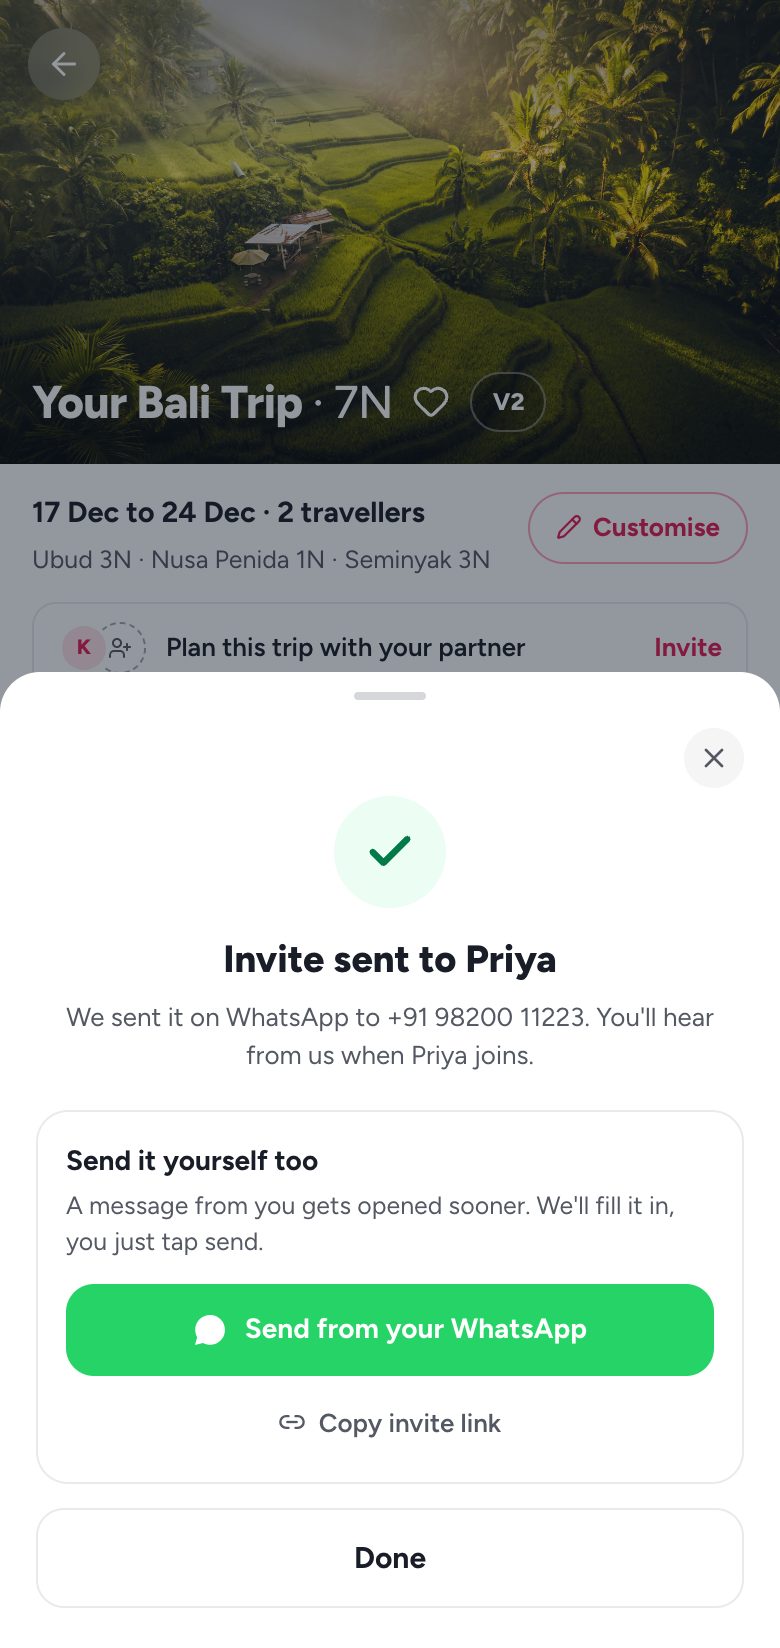 Your Bali Trip · 7N V2
17 Dec to 24 Dec · 2 travellers
Customise
Ubud 3N · Nusa Penida 1N · Seminyak 3N
K Plan this trip with your partner Invite
Invite sent to Priya
We sent it on WhatsApp to +91 98200 11223. You'll hear
from us when Priya joins.
Send it yourself too
A message from you gets opened sooner. We'll fill it in,
you just tap send.
Send from your WhatsApp
Copy invite link
Done